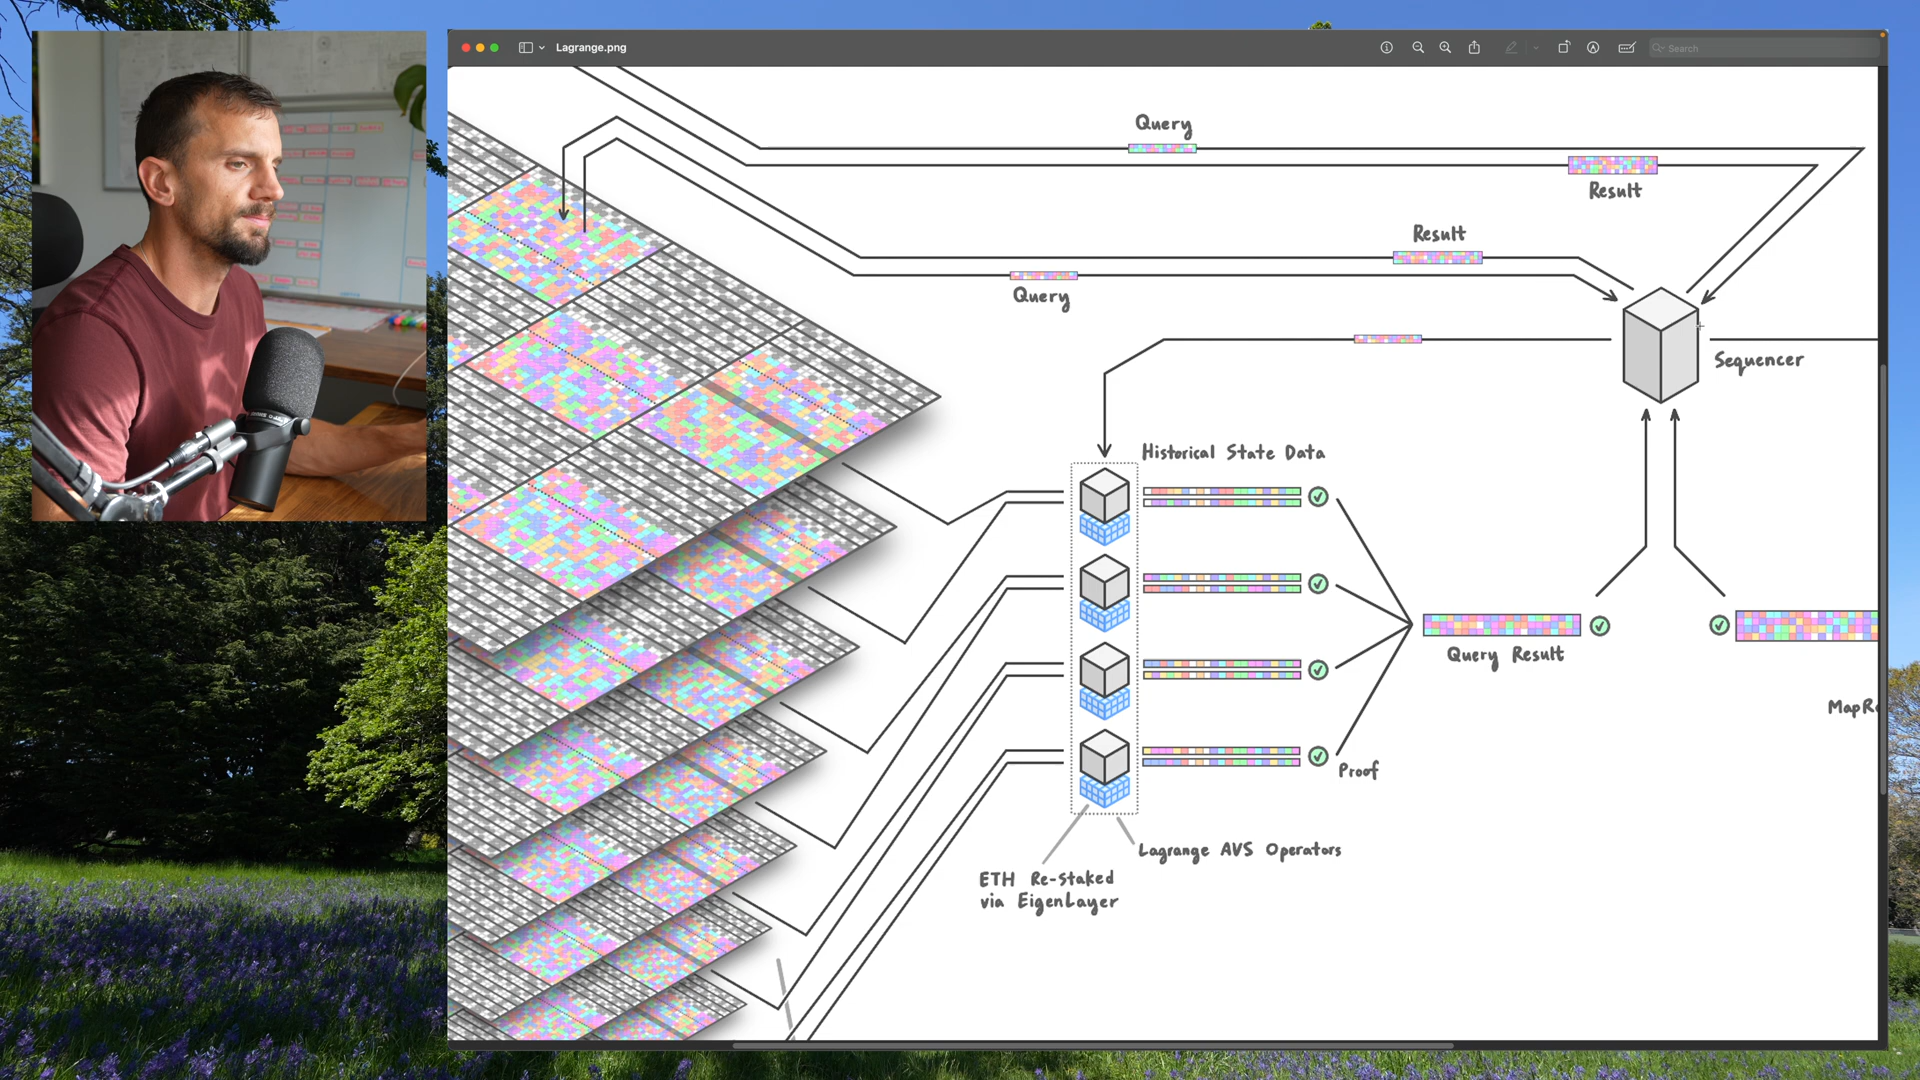 Lagrange.png
Search
Query
Result
Result
Query
Sequencer
Historical State Data
Query Result
MapR
Proof
Lagrange AVS Operators
ETH Re-Staked
via EigenLayer